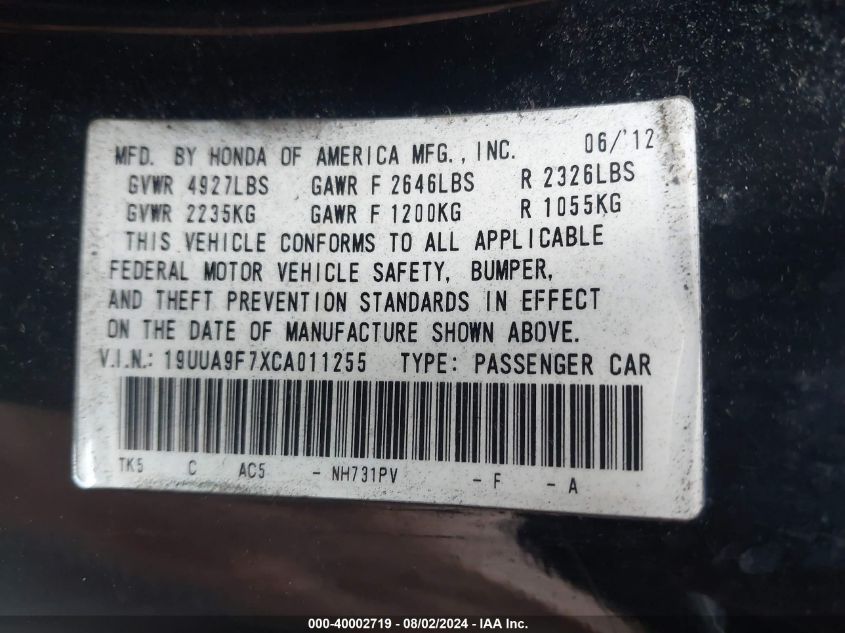 MFD. BY HONDA OF AMERICA MFG., INC. 06/'12
GVWR 4927LBS GAWR F 2646LBS R 2326LBS
GVWR 2235KG GAWR F 1200KG R 1055KG
THIS VEHICLE CONFORMS TO ALL APPLICABLE
FEDERAL MOTOR VEHICLE SAFETY, BUMPER,
AND THEFT PREVENTION STANDARDS IN EFFECT
ON THE DATE OF MANUFACTURE SHOWN ABOVE.
V.I.N.: 19UUA9F7XCA011255 TYPE: PASSENGER CAR
TK5 C AC5 - NH731PV - F - A
000-40002719 - 08/02/2024 - IAA Inc.